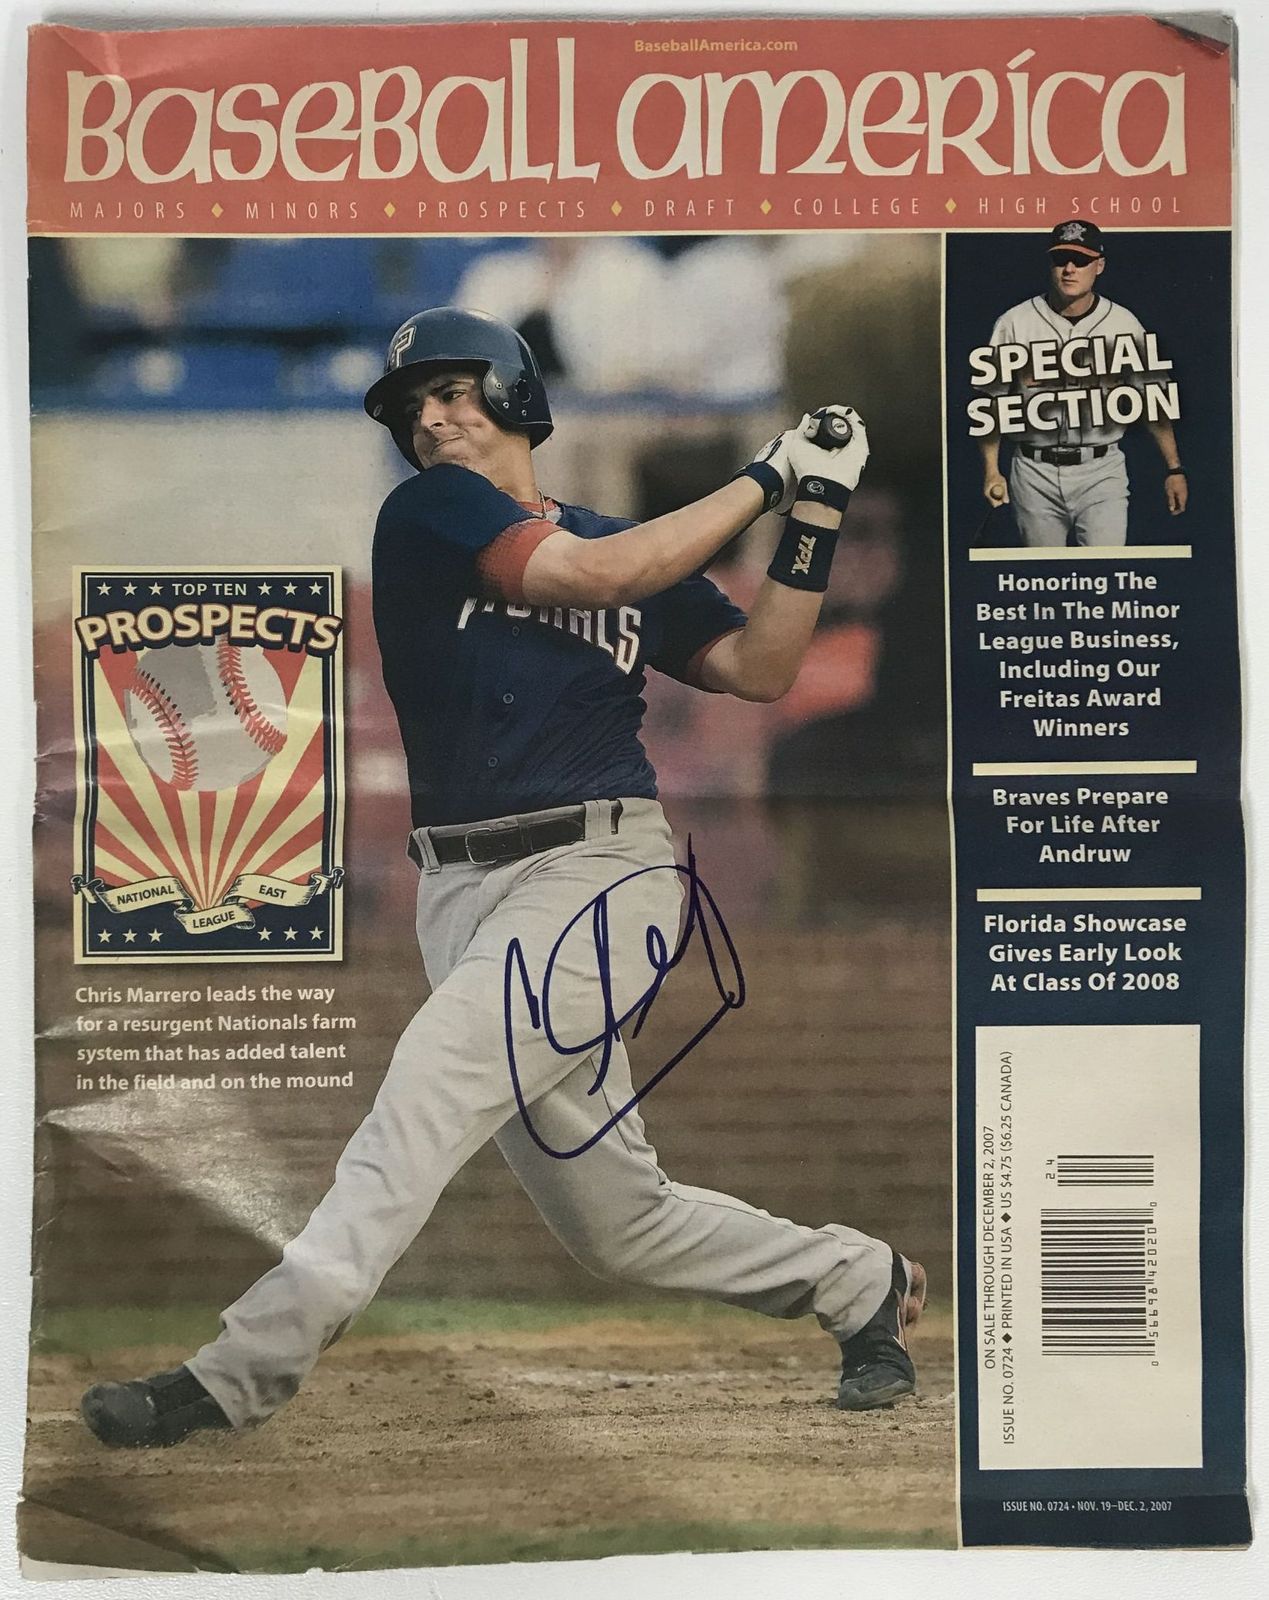 BaseballAmerica.com
Baseball america
MAJORS ◆ MINORS ◆ PROSPECTS ◆ DRAFT ◆ COLLEGE ◆ HIGH SCHOOL
P
TPX
★ ★ ★ TOP TEN ★ ★ ★
PROSPECTS
NATIONAL
LEAGUE
EAST
Chris Marrero leads the way
for a resurgent Nationals farm
system that has added talent
in the field and on the mound
SPECIAL
SECTION
Honoring The
Best In The Minor
League Business,
Including Our
Freitas Award
Winners
Braves Prepare
For Life After
Andruw
Florida Showcase
Gives Early Look
At Class Of 2008
ON SALE THROUGH DECEMBER 2, 2007
ISSUE NO. 0724 ◆ PRINTED IN USA ◆ US $4.75 ($6.25 CANADA)
24
0 56698 42020 0
ISSUE NO. 0724 • NOV. 19–DEC. 2, 2007